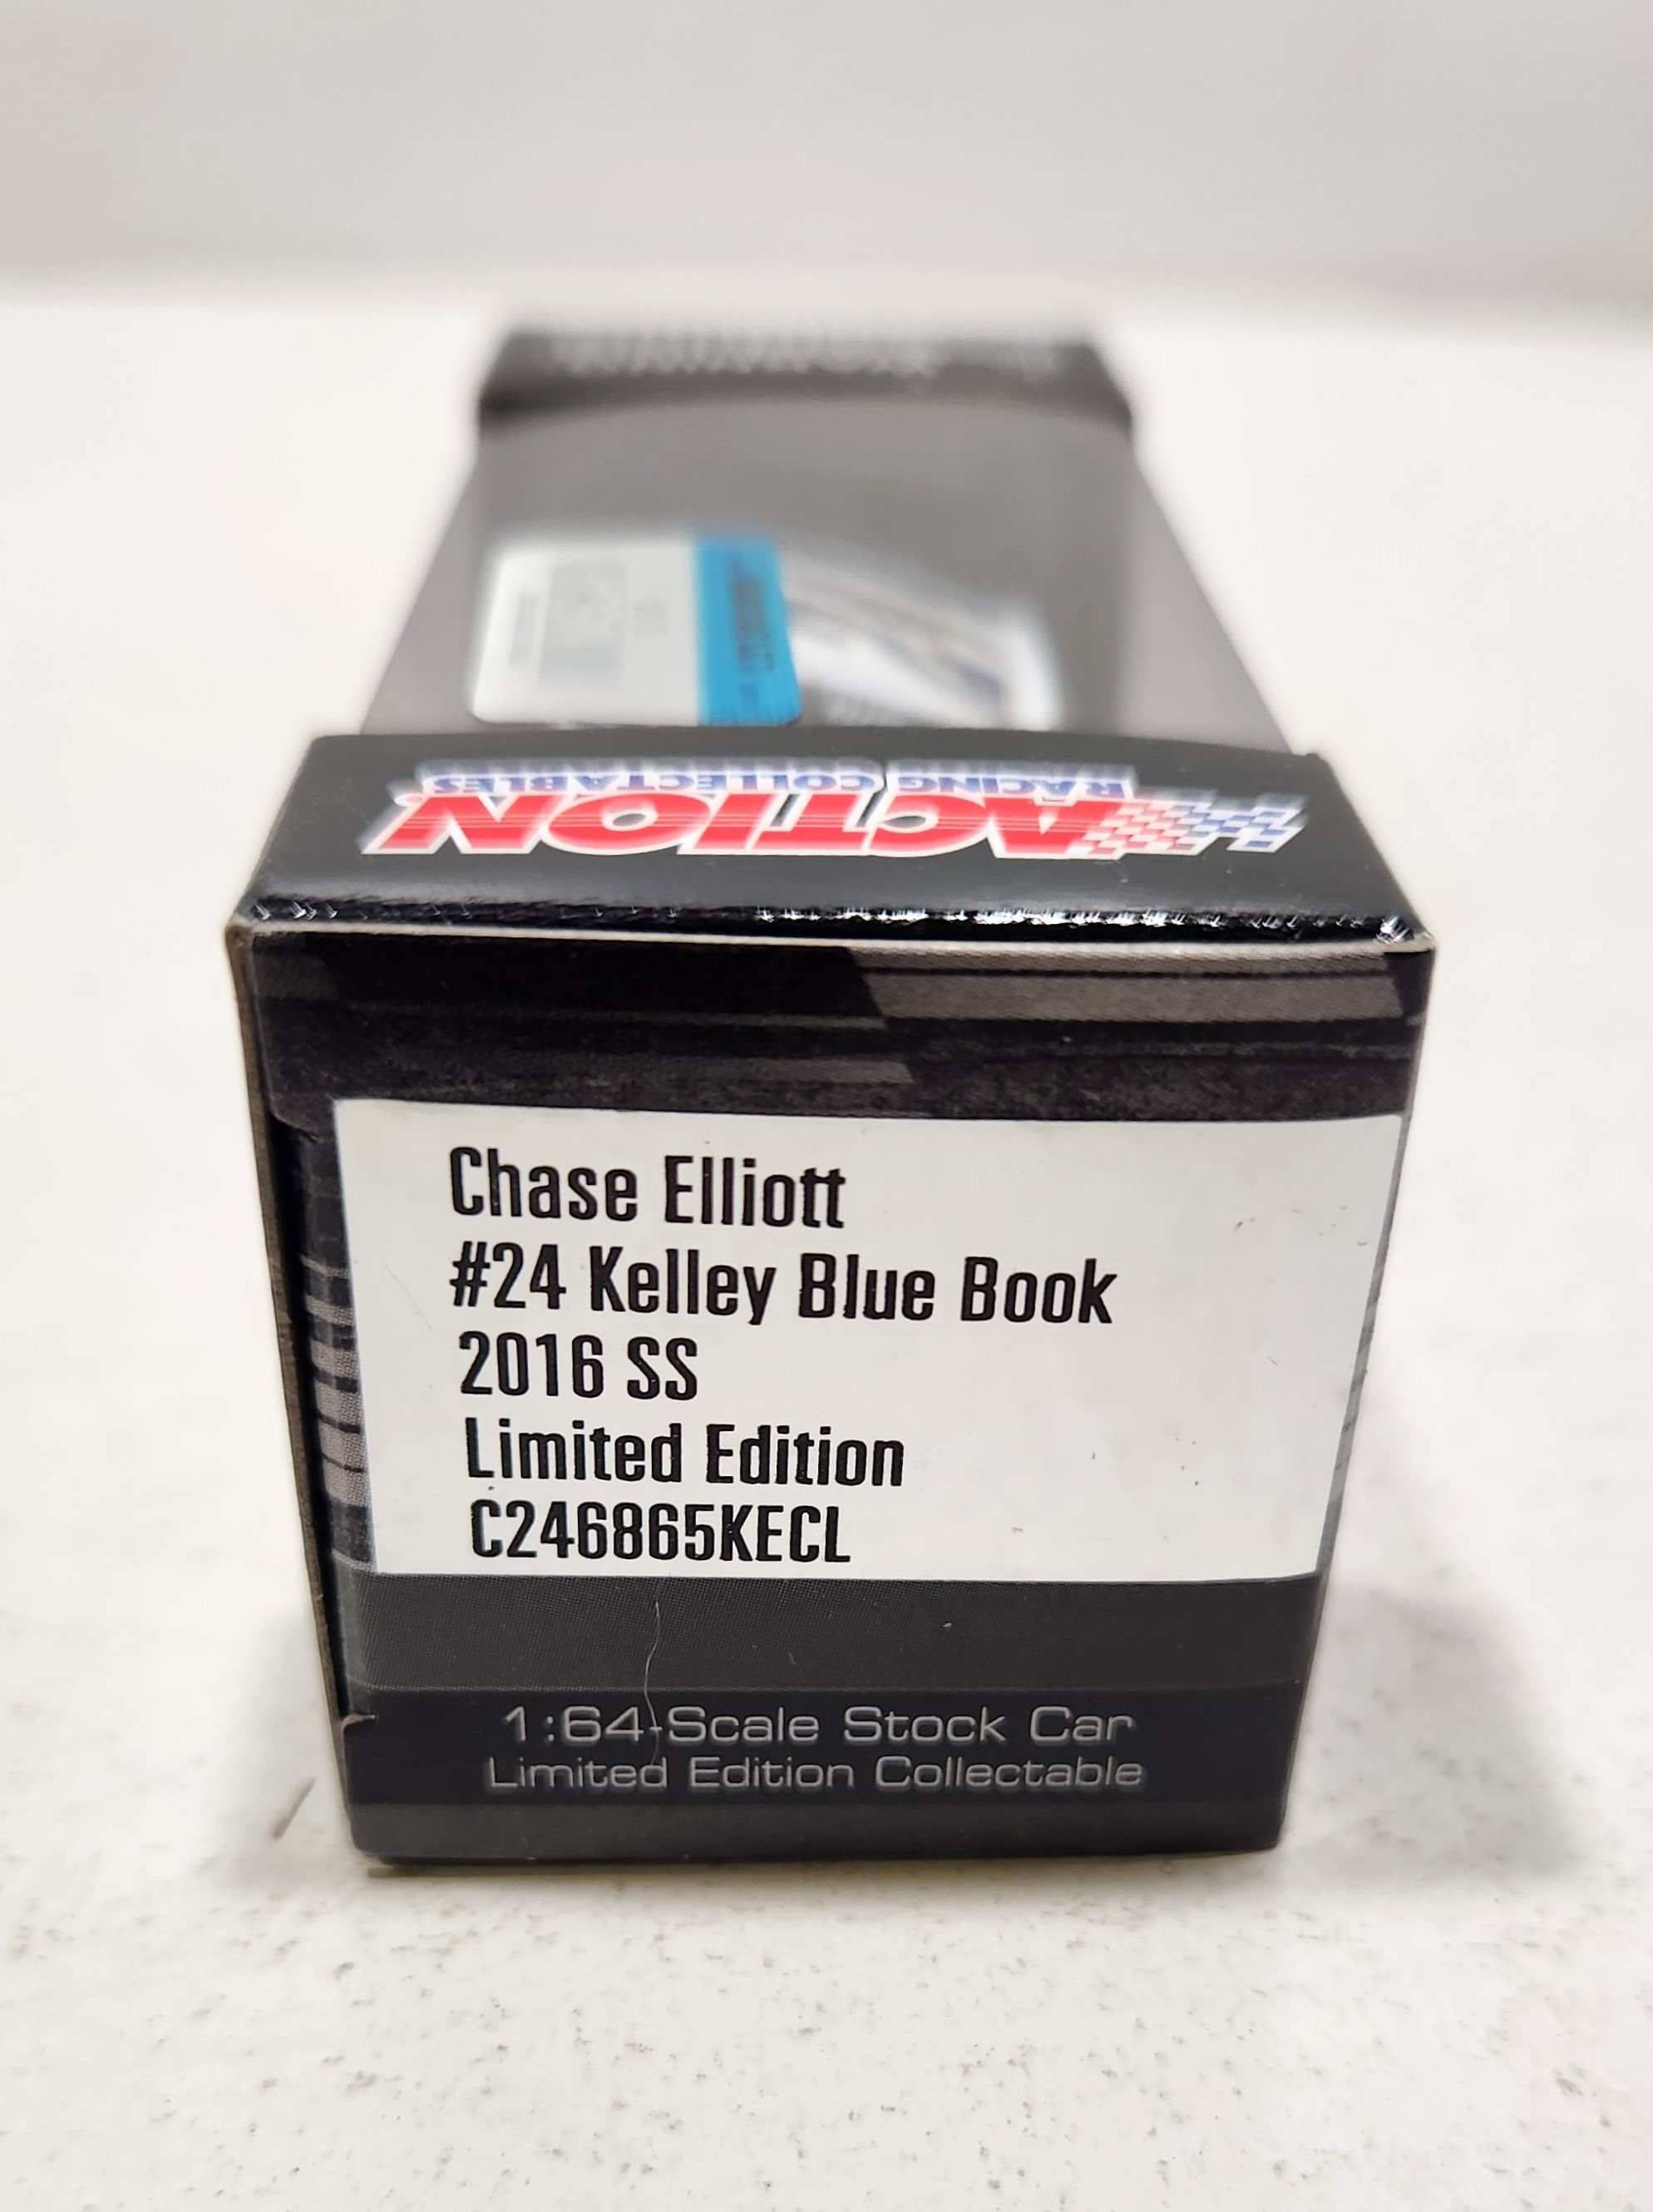 ACTION
RACING COLLECTABLES
Chase Elliott
#24 Kelley Blue Book
2016 SS
Limited Edition
C246865KECL
1:64-Scale Stock Car
Limited Edition Collectable